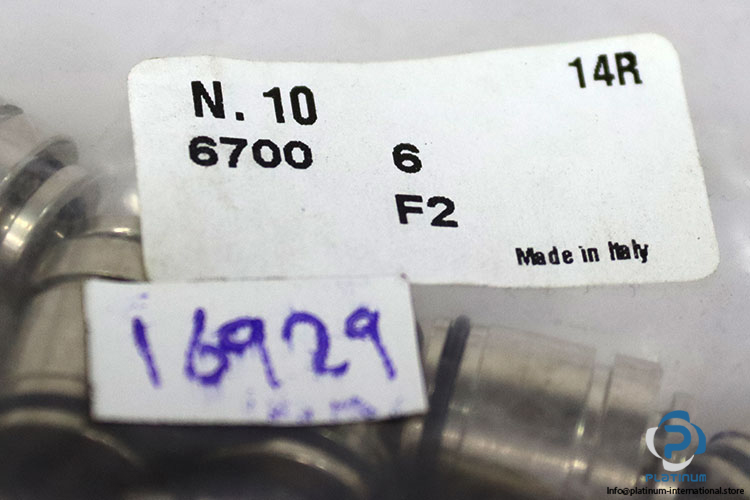 14R
N. 10
6700 6
F2
Made in Italy
16929
PLATINUM
Info@platinum-international.store